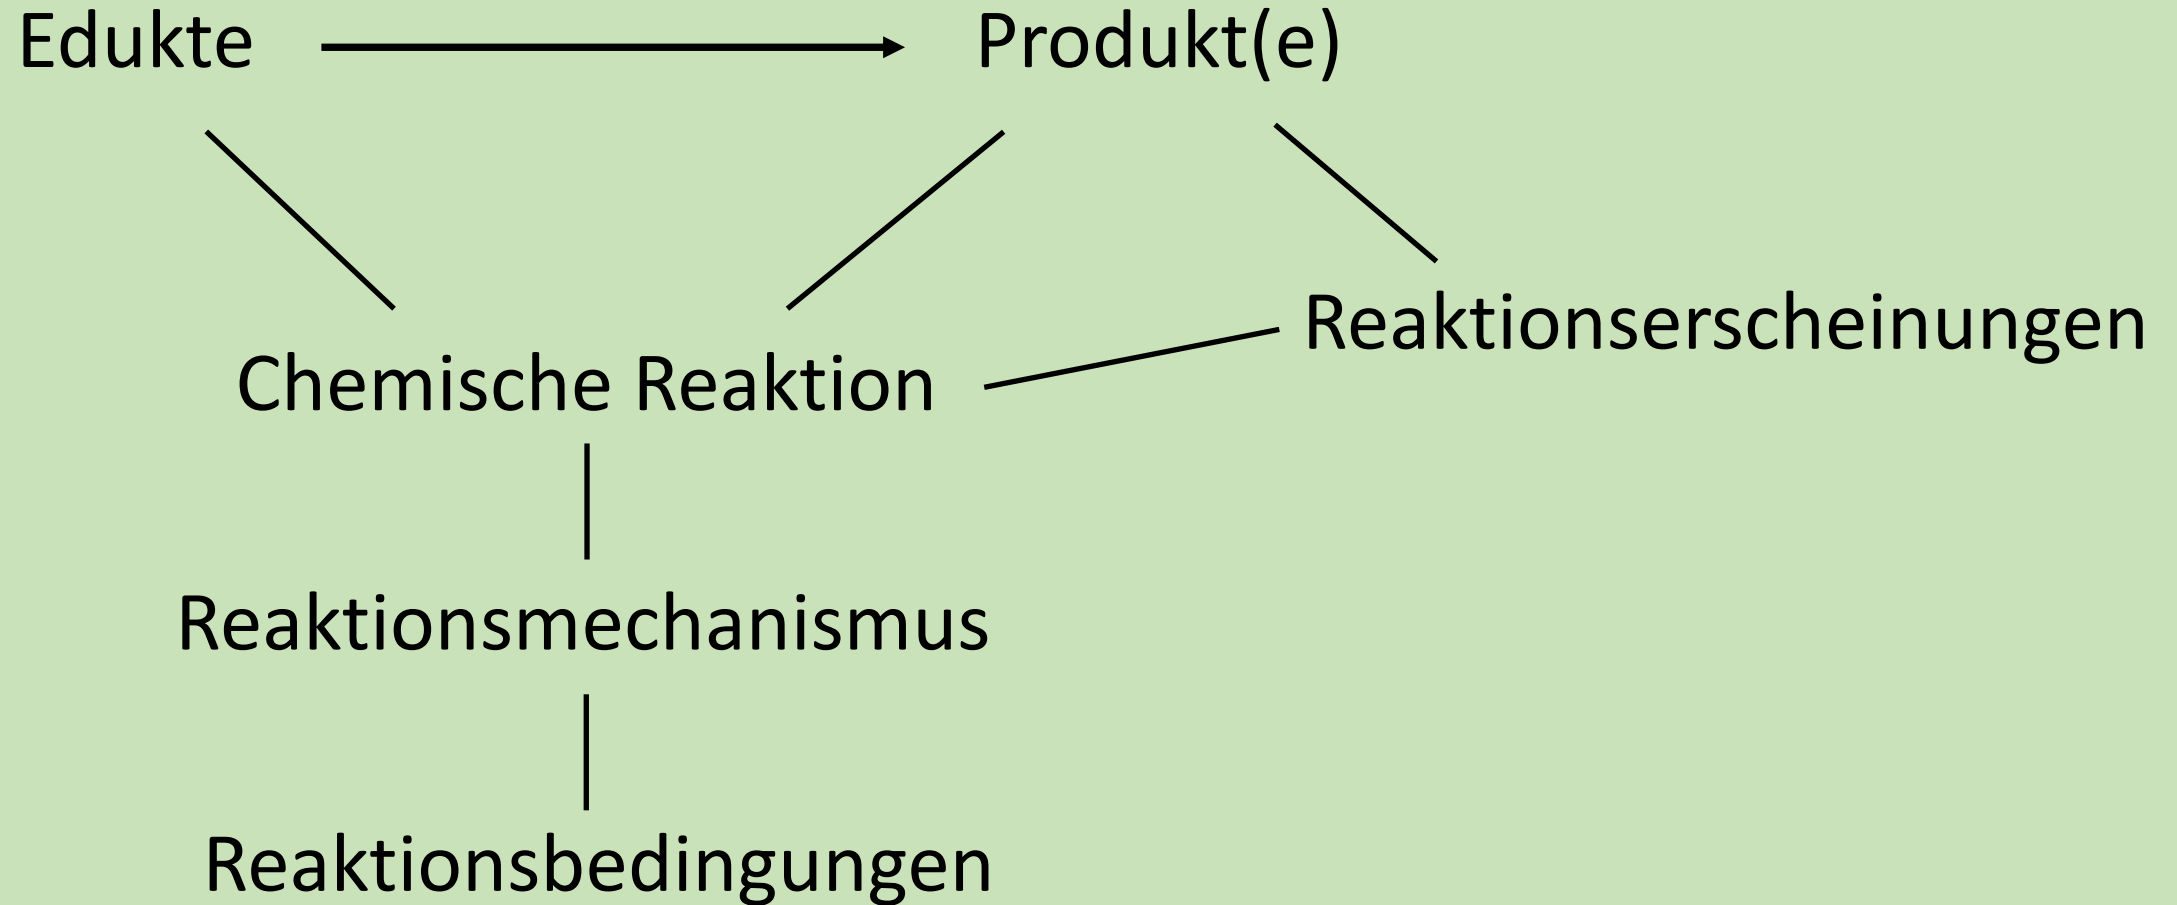 Edukte
Produkt(e)
Reaktionserscheinungen
Chemische Reaktion
Reaktionsmechanismus
Reaktionsbedingungen